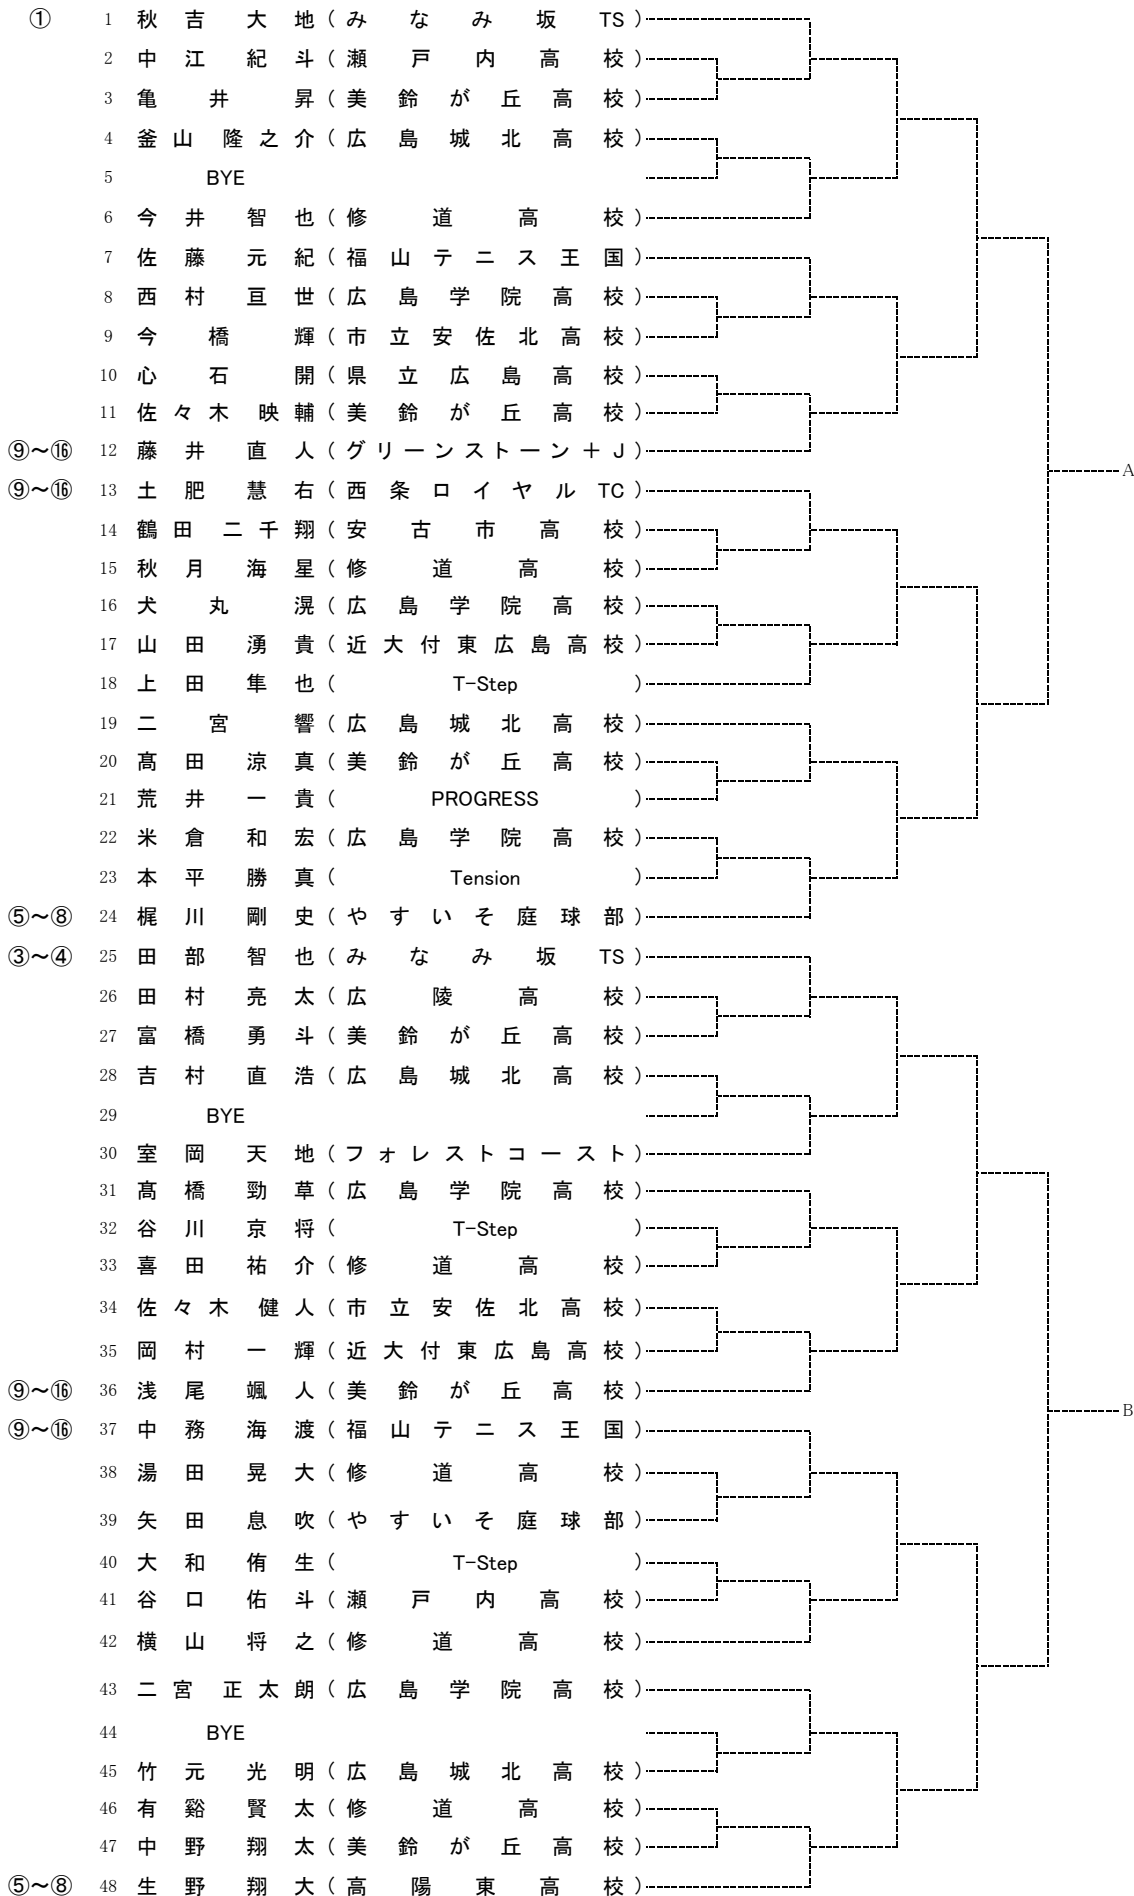 ① 1 秋吉大地(みなみ坂TS)
2 中江紀斗(瀬戸内高校)
3 亀井昇(美鈴が丘高校)
4 釜山隆之介(広島城北高校)
5 BYE
6 今井智也(修道高校)
7 佐藤元紀(福山テニス王国)
8 西村亘世(広島学院高校)
9 今橋輝(市立安佐北高校)
10 心石開(県立広島高校)
11 佐々木映輔(美鈴が丘高校)
⑨~⑯ 12 藤井直人(グリーンストーン+J)
A
⑨~⑯ 13 土肥慧右(西条ロイヤルTC)
14 鶴田二千翔(安古市高校)
15 秋月海星(修道高校)
16 犬丸滉(広島学院高校)
17 山田湧貴(近大付東広島高校)
18 上田隼也(T-Step)
19 二宮響(広島城北高校)
20 髙田涼真(美鈴が丘高校)
21 荒井一貴(PROGRESS)
22 米倉和宏(広島学院高校)
23 本平勝真(Tension)
⑤~⑧ 24 梶川剛史(やすいそ庭球部)
③~④ 25 田部智也(みなみ坂TS)
26 田村亮太(広陵高校)
27 富橋勇斗(美鈴が丘高校)
28 吉村直浩(広島城北高校)
29 BYE
30 室岡天地(フォレストコースト)
31 髙橋勁草(広島学院高校)
32 谷川京将(T-Step)
33 喜田祐介(修道高校)
34 佐々木健人(市立安佐北高校)
35 岡村一輝(近大付東広島高校)
⑨~⑯ 36 浅尾颯人(美鈴が丘高校)
B
⑨~⑯ 37 中務海渡(福山テニス王国)
38 湯田晃大(修道高校)
39 矢田息吹(やすいそ庭球部)
40 大和侑生(T-Step)
41 谷口佑斗(瀬戸内高校)
42 横山将之(修道高校)
43 二宮正太朗(広島学院高校)
44 BYE
45 竹元光明(広島城北高校)
46 有谿賢太(修道高校)
47 中野翔太(美鈴が丘高校)
⑤~⑧ 48 生野翔大(高陽東高校)